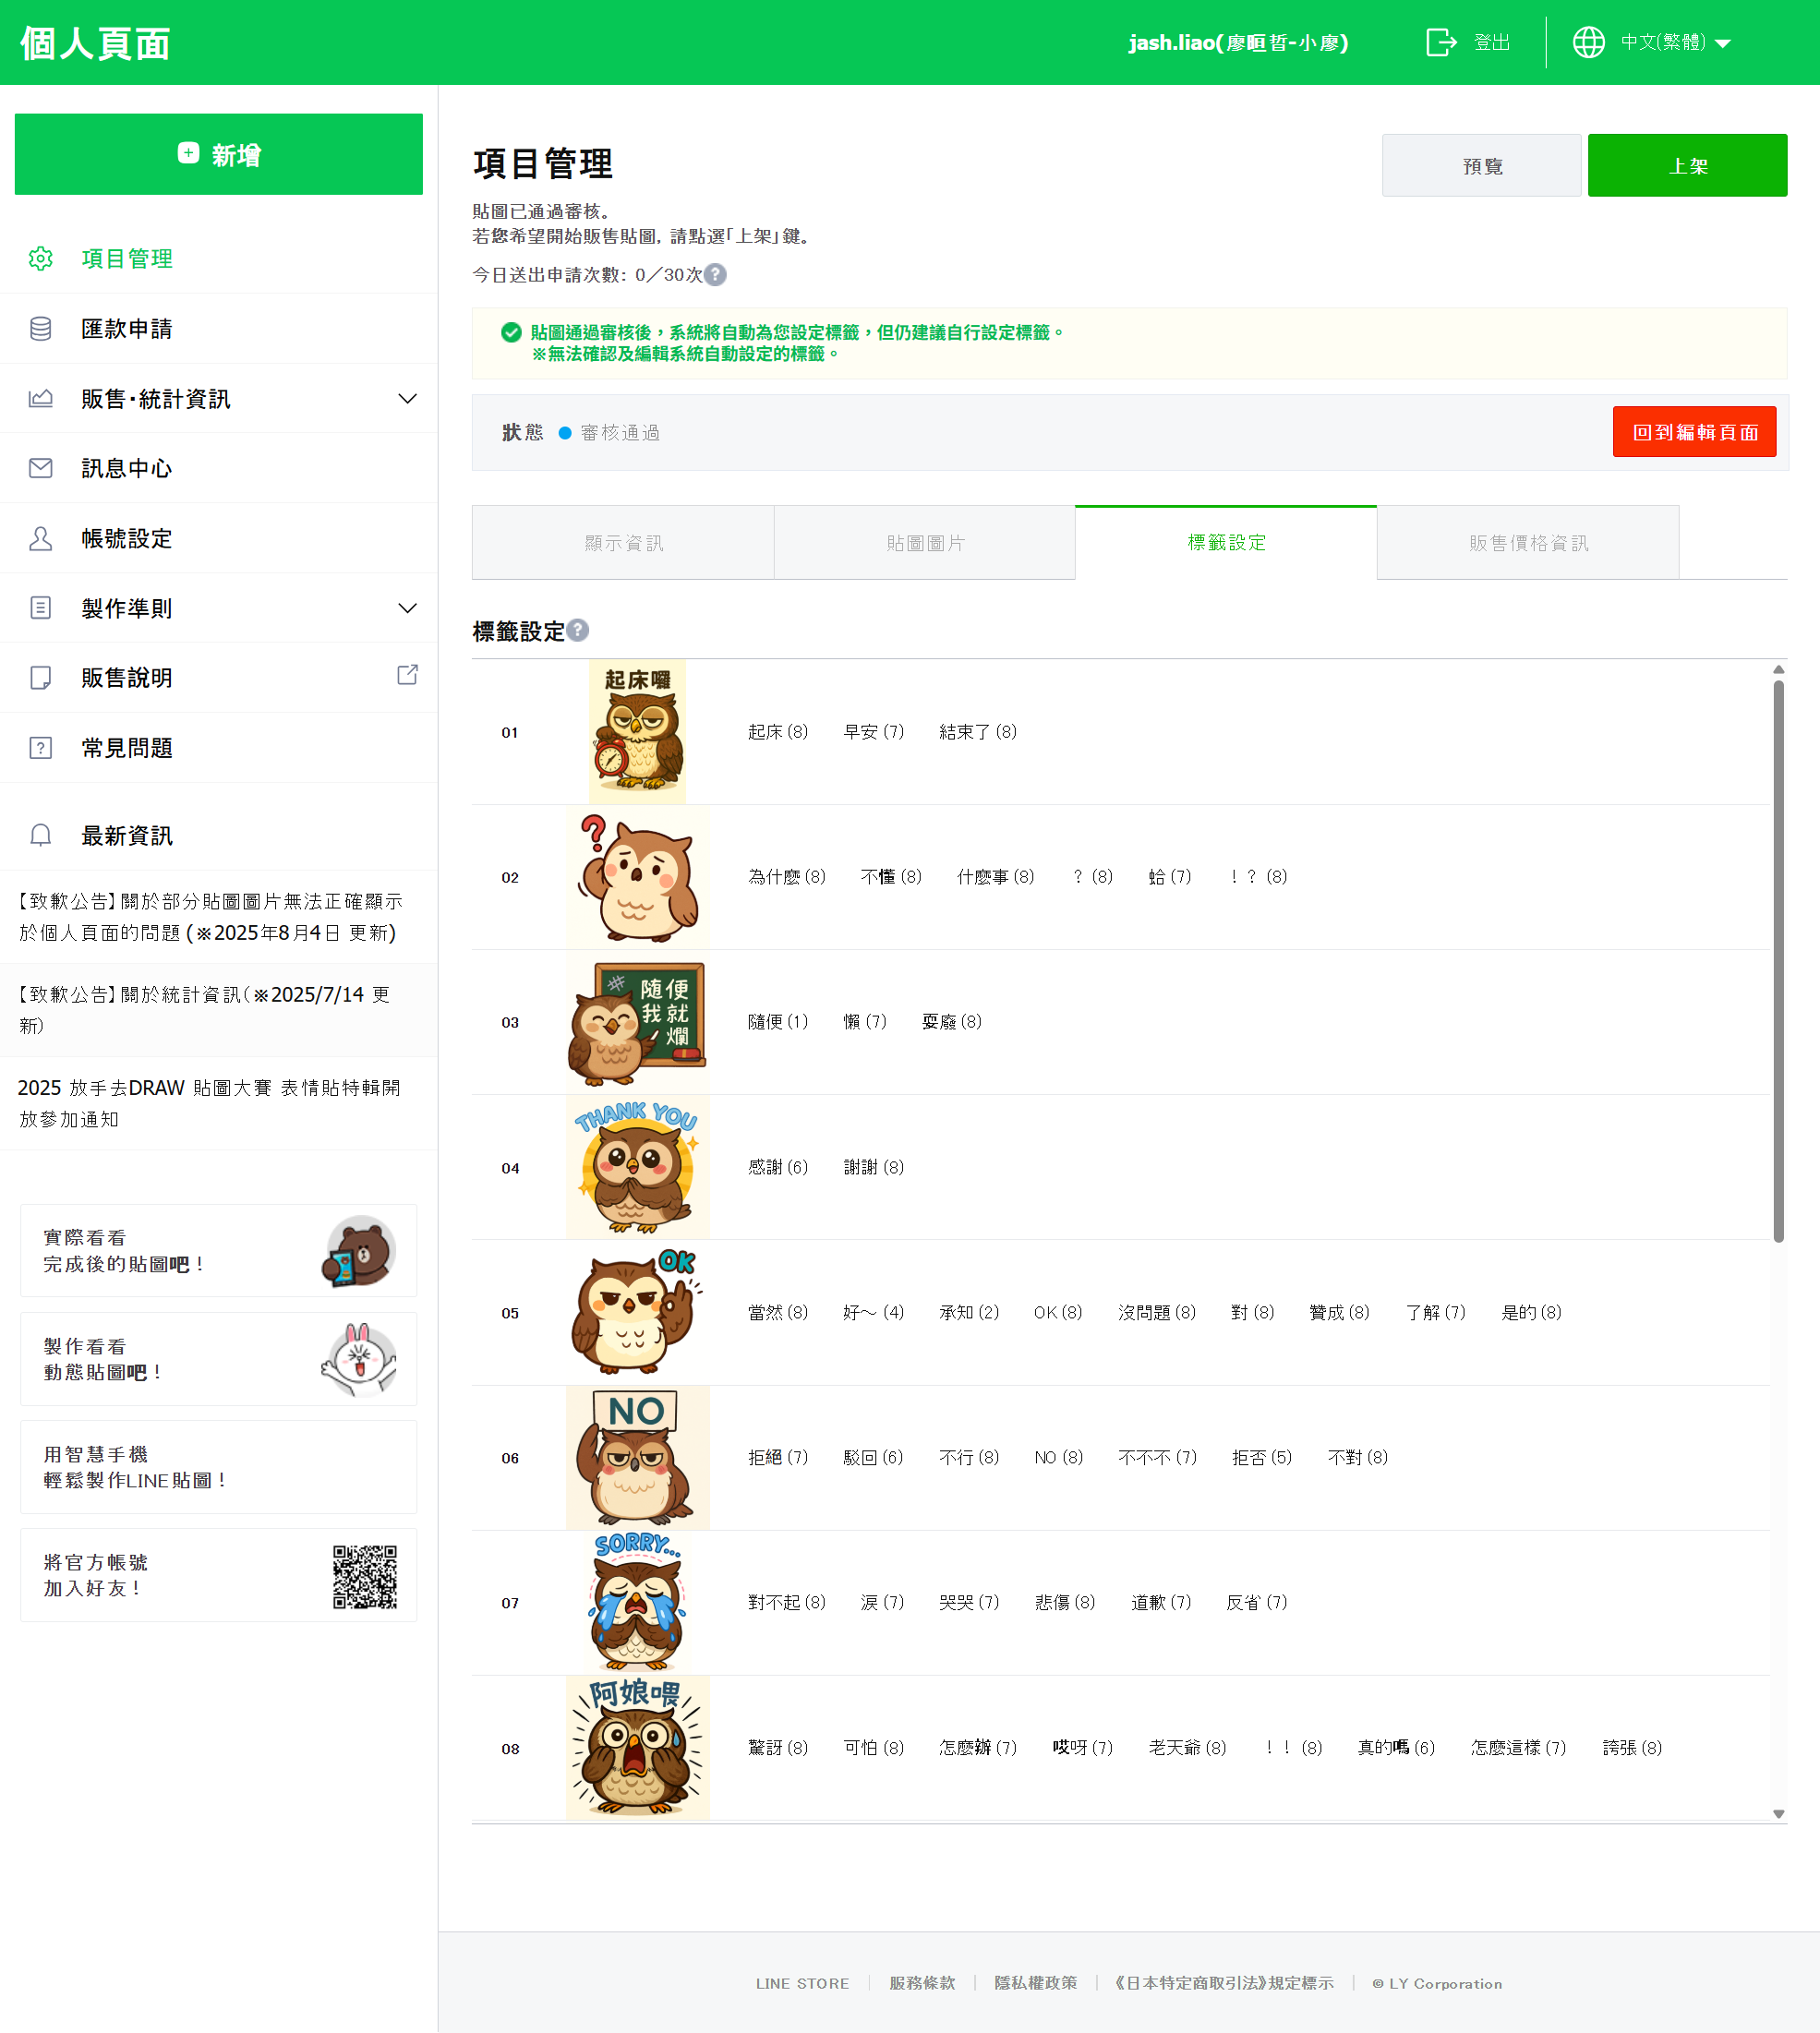 個人頁面
jash.liao(廖晅哲-小廖)
登出
中文(繁體)
新增
項目管理
匯款申請
販售‧統計資訊
訊息中心
帳號設定
製作準則
販售說明
常見問題
最新資訊
【致歉公告】關於部分貼圖圖片無法正確顯示
於個人頁面的問題 (※2025年8月4日 更新)
【致歉公告】關於統計資訊(※2025/7/14 更
新)
2025 放手去DRAW 貼圖大賽 表情貼特輯開
放參加通知
實際看看
完成後的貼圖吧！
製作看看
動態貼圖吧！
用智慧手機
輕鬆製作LINE貼圖！
將官方帳號
加入好友！
項目管理
預覽
上架
貼圖已通過審核。
若您希望開始販售貼圖, 請點選「上架」鍵。
今日送出申請次數: 0／30次
貼圖通過審核後，系統將自動為您設定標籤，但仍建議自行設定標籤。
※無法確認及編輯系統自動設定的標籤。
狀態 審核通過
回到編輯頁面
顯示資訊
貼圖圖片
標籤設定
販售價格資訊
標籤設定
起床囉
01 起床 (8) 早安 (7) 結束了 (8)
?
02 為什麼 (8) 不懂 (8) 什麼事 (8) ？ (8) 蛤 (7) ！？ (8)
隨便
我就
爛
03 隨便 (1) 懶 (7) 耍廢 (8)
THANK YOU
04 感謝 (6) 謝謝 (8)
OK
05 當然 (8) 好～ (4) 承知 (2) OK (8) 沒問題 (8) 對 (8) 贊成 (8) 了解 (7) 是的 (8)
NO
06 拒絕 (7) 駁回 (6) 不行 (8) NO (8) 不不不 (7) 拒否 (5) 不對 (8)
SORRY...
07 對不起 (8) 淚 (7) 哭哭 (7) 悲傷 (8) 道歉 (7) 反省 (7)
阿娘喂
08 驚訝 (8) 可怕 (8) 怎麼辦 (7) 哎呀 (7) 老天爺 (8) ！！ (8) 真的嗎 (6) 怎麼這樣 (7) 誇張 (8)
LINE STORE
服務條款
隱私權政策
《日本特定商取引法》規定標示
© LY Corporation